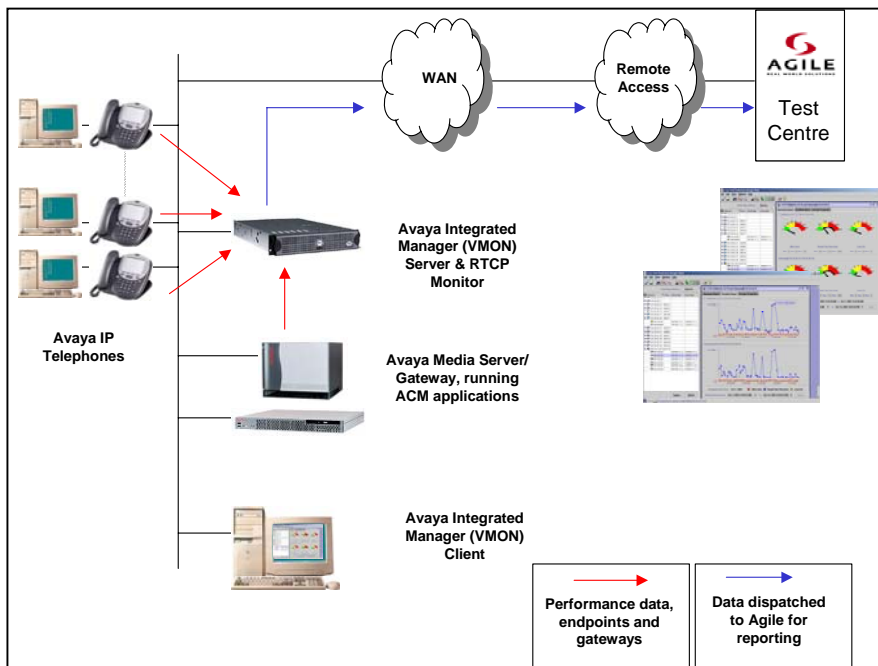 WAN
Remote
Access
AGILE
REAL WORLD SOLUTIONS
Test
Centre
Avaya IP
Telephones
Avaya Integrated
Manager (VMON)
Server & RTCP
Monitor
Avaya Media Server/
Gateway, running
ACM applications
Avaya Integrated
Manager (VMON)
Client
Performance data,
endpoints and
gateways
Data dispatched
to Agile for
reporting